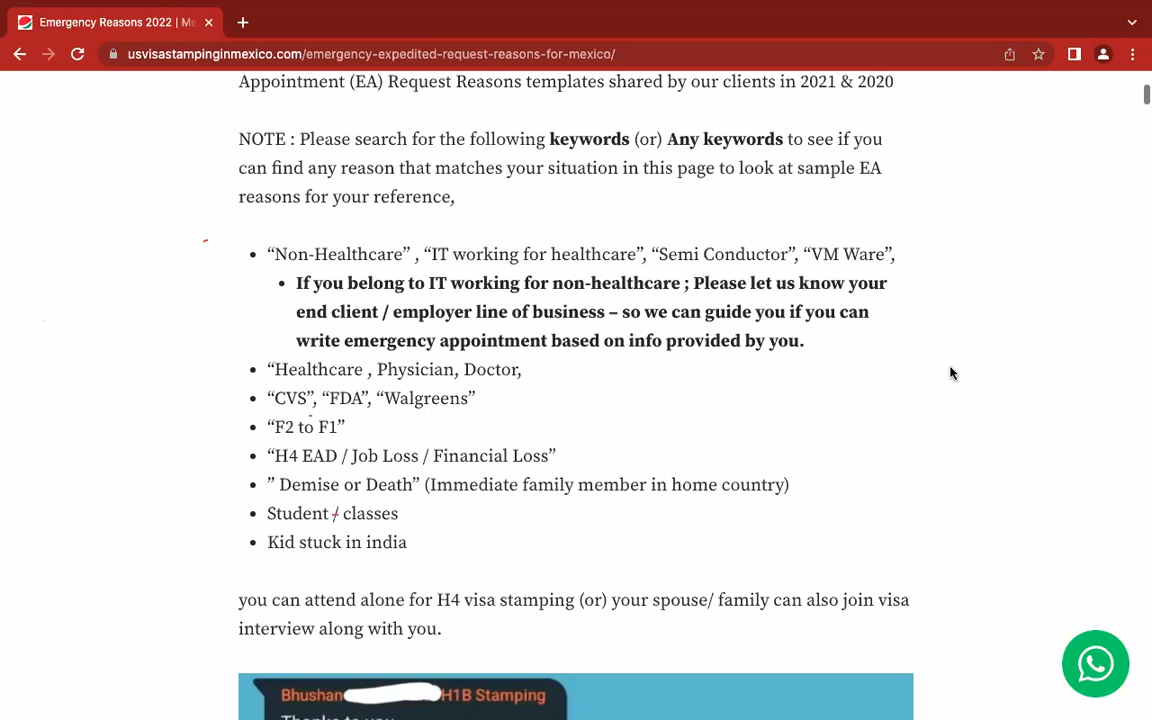 Emergency Reasons 2022 | Me
usvisastampinginmexico.com/emergency-expedited-request-reasons-for-mexico/
Appointment (EA) Request Reasons templates shared by our clients in 2021 & 2020
NOTE : Please search for the following keywords (or) Any keywords to see if you
can find any reason that matches your situation in this page to look at sample EA
reasons for your reference,
• “Non-Healthcare” , “IT working for healthcare”, “Semi Conductor”, “VM Ware”,
• If you belong to IT working for non-healthcare ; Please let us know your
end client / employer line of business – so we can guide you if you can
write emergency appointment based on info provided by you.
• “Healthcare , Physician, Doctor,
• “CVS”, “FDA”, “Walgreens”
• “F2 to F1”
• “H4 EAD / Job Loss / Financial Loss”
• ” Demise or Death” (Immediate family member in home country)
• Student / classes
• Kid stuck in india
you can attend alone for H4 visa stamping (or) your spouse/ family can also join visa
interview along with you.
Bhushan H1B Stamping